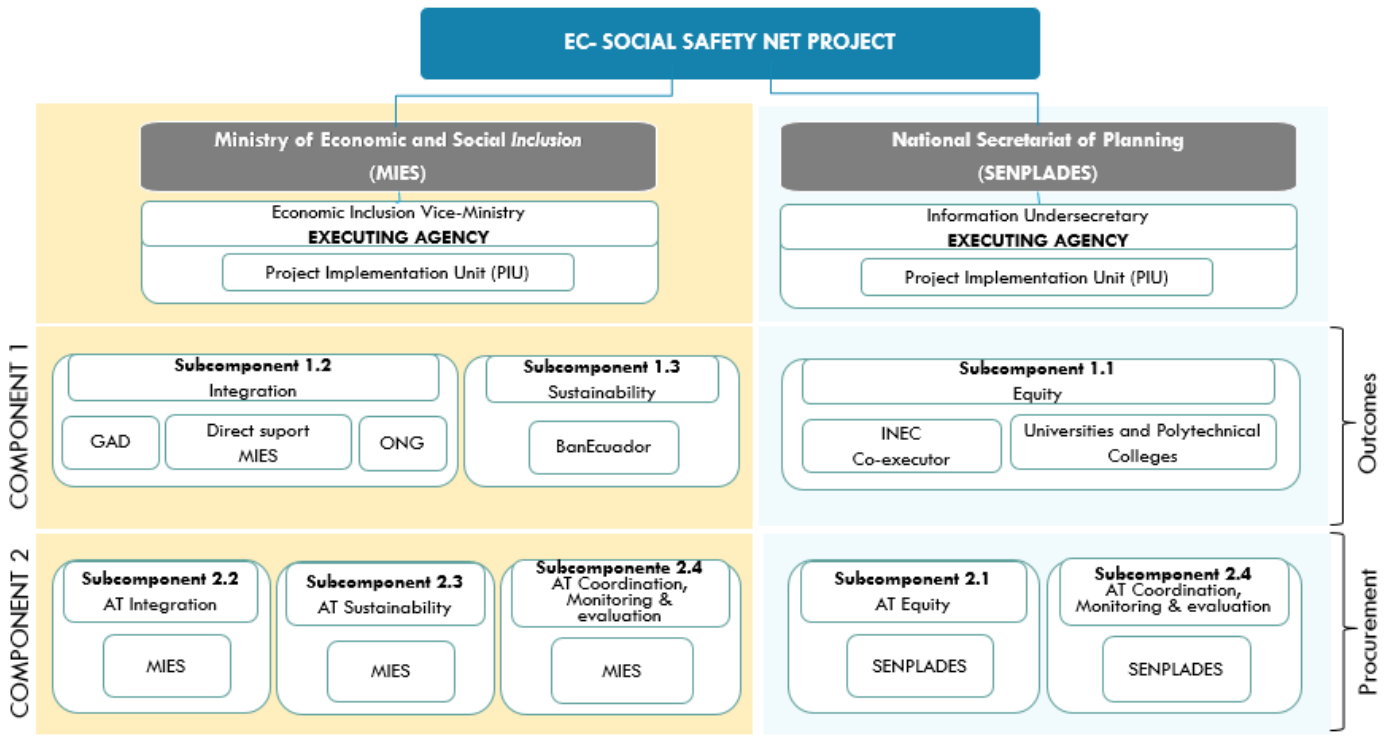 EC- SOCIAL SAFETY NET PROJECT
Ministry of Economic and Social Inclusion
(MIES)
Economic Inclusion Vice-Ministry
EXECUTING AGENCY
Project Implementation Unit (PIU)
National Secretariat of Planning
(SENPLADES)
Information Undersecretary
EXECUTING AGENCY
Project Implementation Unit (PIU)
COMPONENT 1
Subcomponent 1.2
Integration
GAD
Direct suport
MIES
ONG
Subcomponent 1.3
Sustainability
BanEcuador
Subcomponent 1.1
Equity
INEC
Co-executor
Universities and Polytechnical
Colleges
Outcomes
COMPONENT 2
Subcomponent 2.2
AT Integration
MIES
Subcomponent 2.3
AT Sustainability
MIES
Subcomponente 2.4
AT Coordination,
Monitoring &
evaluation
MIES
Subcomponent 2.1
AT Equity
SENPLADES
Subcomponent 2.4
AT Coordination,
Monitoring & evaluation
SENPLADES
Procurement